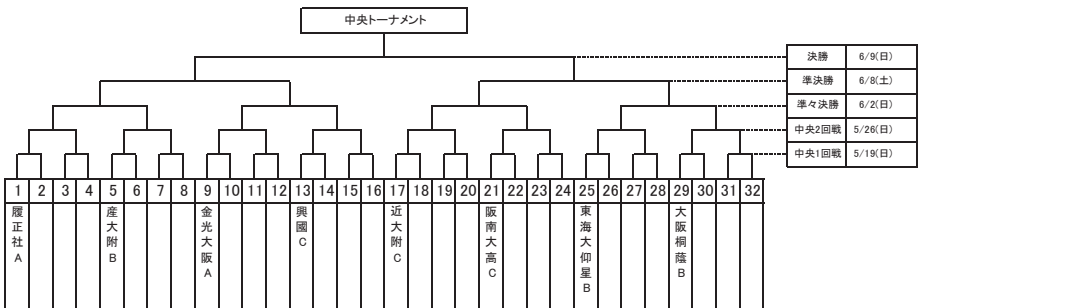 中央トーナメント
決勝 6/9(日)
準決勝 6/8(土)
準々決勝 6/2(日)
中央2回戦 5/26(日)
中央1回戦 5/19(日)
1 2 3 4 5 6 7 8 9 10 11 12 13 14 15 16 17 18 19 20 21 22 23 24 25 26 27 28 29 30 31 32
履正社A
産大附B
金光大阪A
興國C
近大附C
阪南大高C
東海大仰星B
大阪桐蔭B